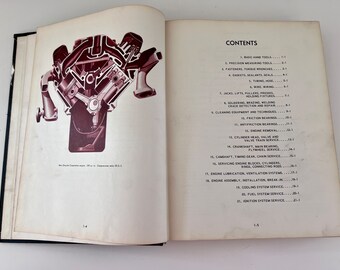 CONTENTS
1. BASIC HAND TOOLS
2. PRECISION MEASURING TOOLS
3. FASTENERS, TORQUE WRENCHES
4. GASKETS, SEALANTS, SEALS
5. TUBING, HOSE
6. WIRE, WIRING
7. JACKS, LIFTS, PULLERS, PRESSES, HOLDING FIXTURES
8. SOLDERING, BRAZING, WELDING
CRACK DETECTION AND REPAIR
9. CLEANING EQUIPMENT AND TECHNIQUES
10. FRICTION BEARINGS
11. ANTIFRICTION BEARINGS
12. ENGINE REMOVAL
13. CYLINDER HEAD, VALVE AND
VALVE TRAIN SERVICE
14. CRANKSHAFT, MAIN BEARING,
FLYWHEEL SERVICE
15. CAMSHAFT, TIMING GEAR, CHAIN SERVICE
16. SERVICING ENGINE BLOCKS, CYLINDERS,
RINGS, CONNECTING RODS
17. ENGINE LUBRICATION, VENTILATION SYSTEMS
18. ENGINE ASSEMBLY, INSTALLATION, BREAK-IN
19. COOLING SYSTEM SERVICE
20. FUEL SYSTEM SERVICE
21. IGNITION SYSTEM SERVICE